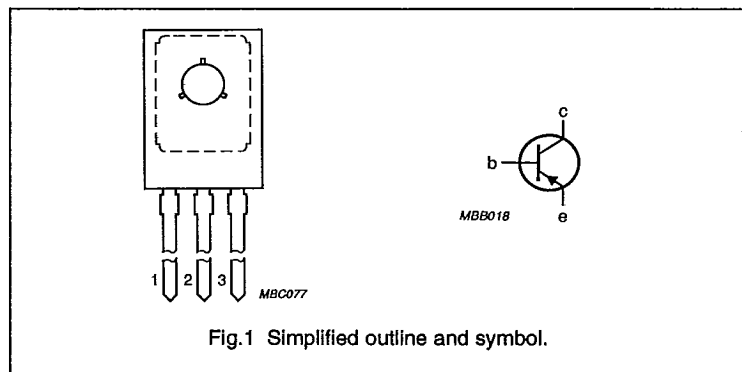 1
2
3
MBC077
c
b
e
MBB018
Fig.1 Simplified outline and symbol.